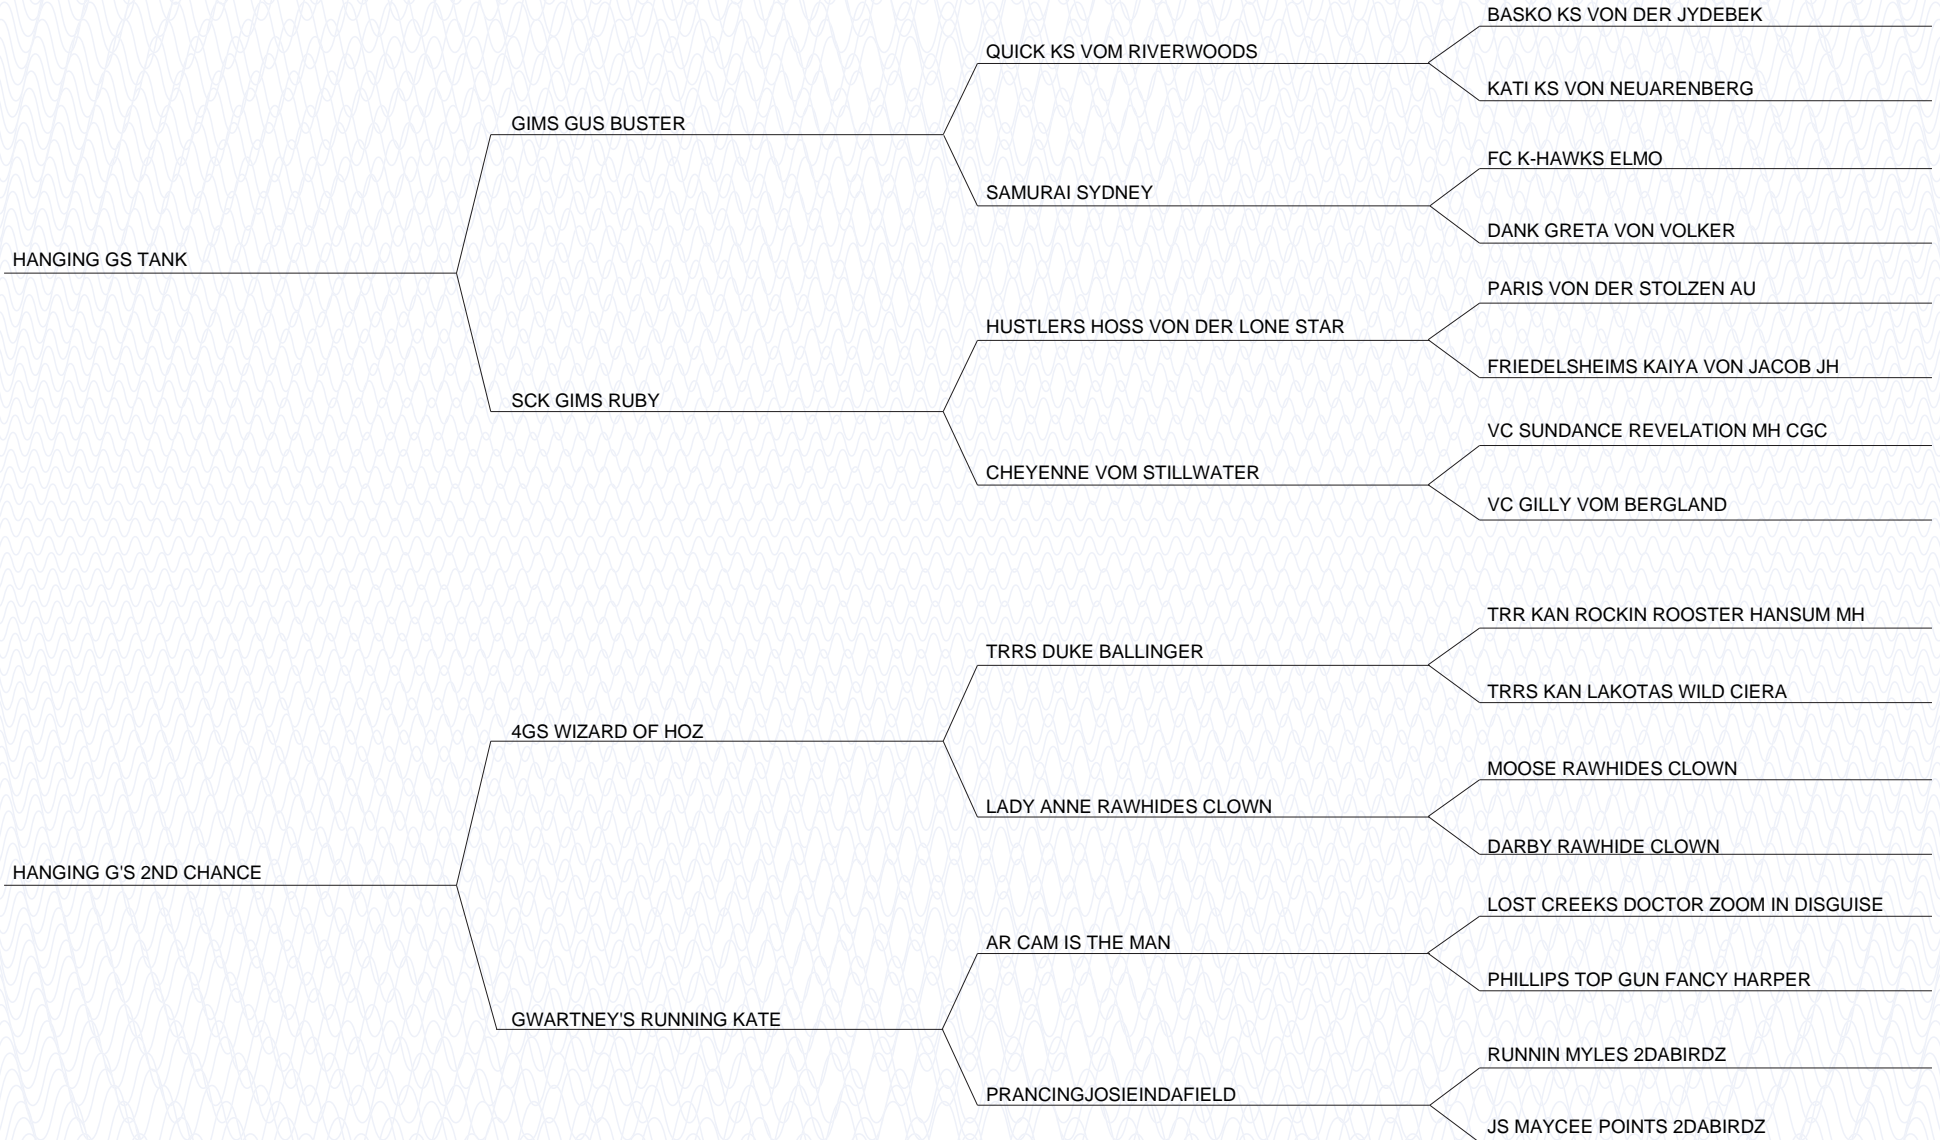 BASKO KS VON DER JYDEBEK
QUICK KS VOM RIVERWOODS
KATI KS VON NEUARENBERG
GIMS GUS BUSTER
FC K-HAWKS ELMO
SAMURAI SYDNEY
DANK GRETA VON VOLKER
HANGING GS TANK
PARIS VON DER STOLZEN AU
HUSTLERS HOSS VON DER LONE STAR
FRIEDELSHEIMS KAIYA VON JACOB JH
SCK GIMS RUBY
VC SUNDANCE REVELATION MH CGC
CHEYENNE VOM STILLWATER
VC GILLY VOM BERGLAND
TRR KAN ROCKIN ROOSTER HANSUM MH
TRRS DUKE BALLINGER
TRRS KAN LAKOTAS WILD CIERA
4GS WIZARD OF HOZ
MOOSE RAWHIDES CLOWN
LADY ANNE RAWHIDES CLOWN
DARBY RAWHIDE CLOWN
HANGING G'S 2ND CHANCE
LOST CREEKS DOCTOR ZOOM IN DISGUISE
AR CAM IS THE MAN
PHILLIPS TOP GUN FANCY HARPER
GWARTNEY'S RUNNING KATE
RUNNIN MYLES 2DABIRDZ
PRANCINGJOSIEINDAFIELD
JS MAYCEE POINTS 2DABIRDZ